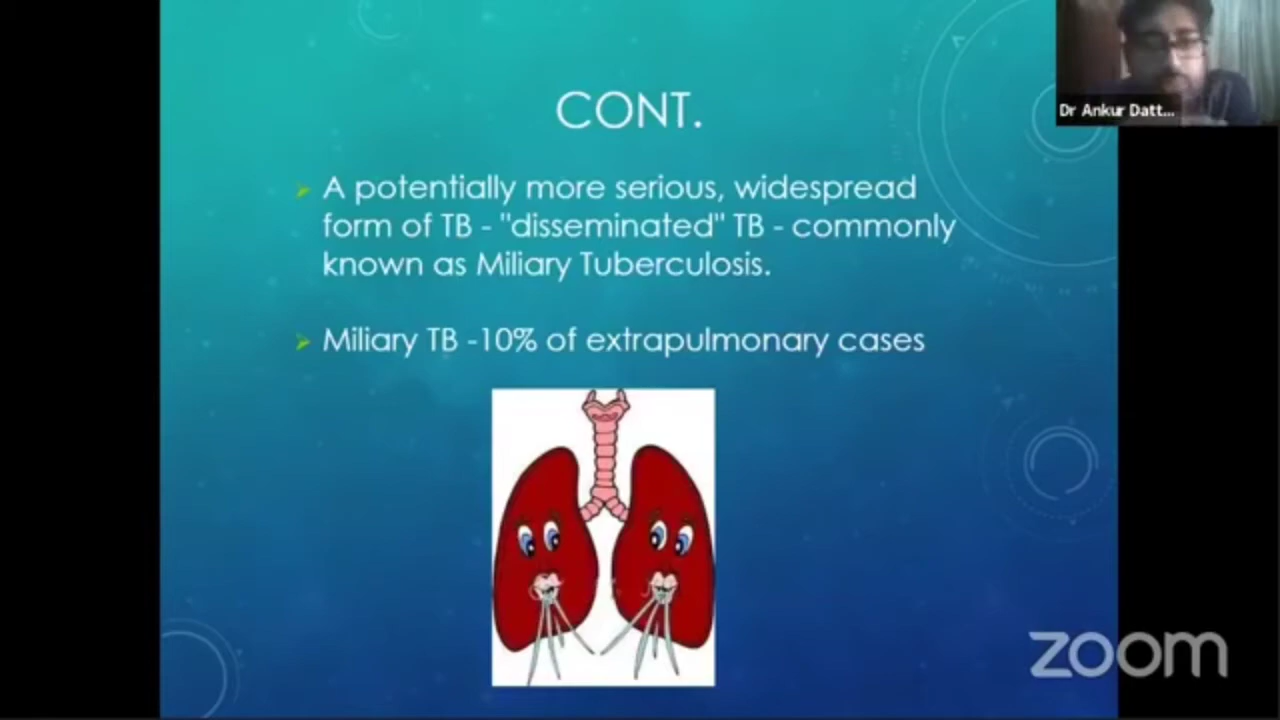 CONT.
A potentially more serious, widespread
form of TB - "disseminated" TB - commonly
known as Miliary Tuberculosis.
Miliary TB -10% of extrapulmonary cases
Dr Ankur Datt...
zoom